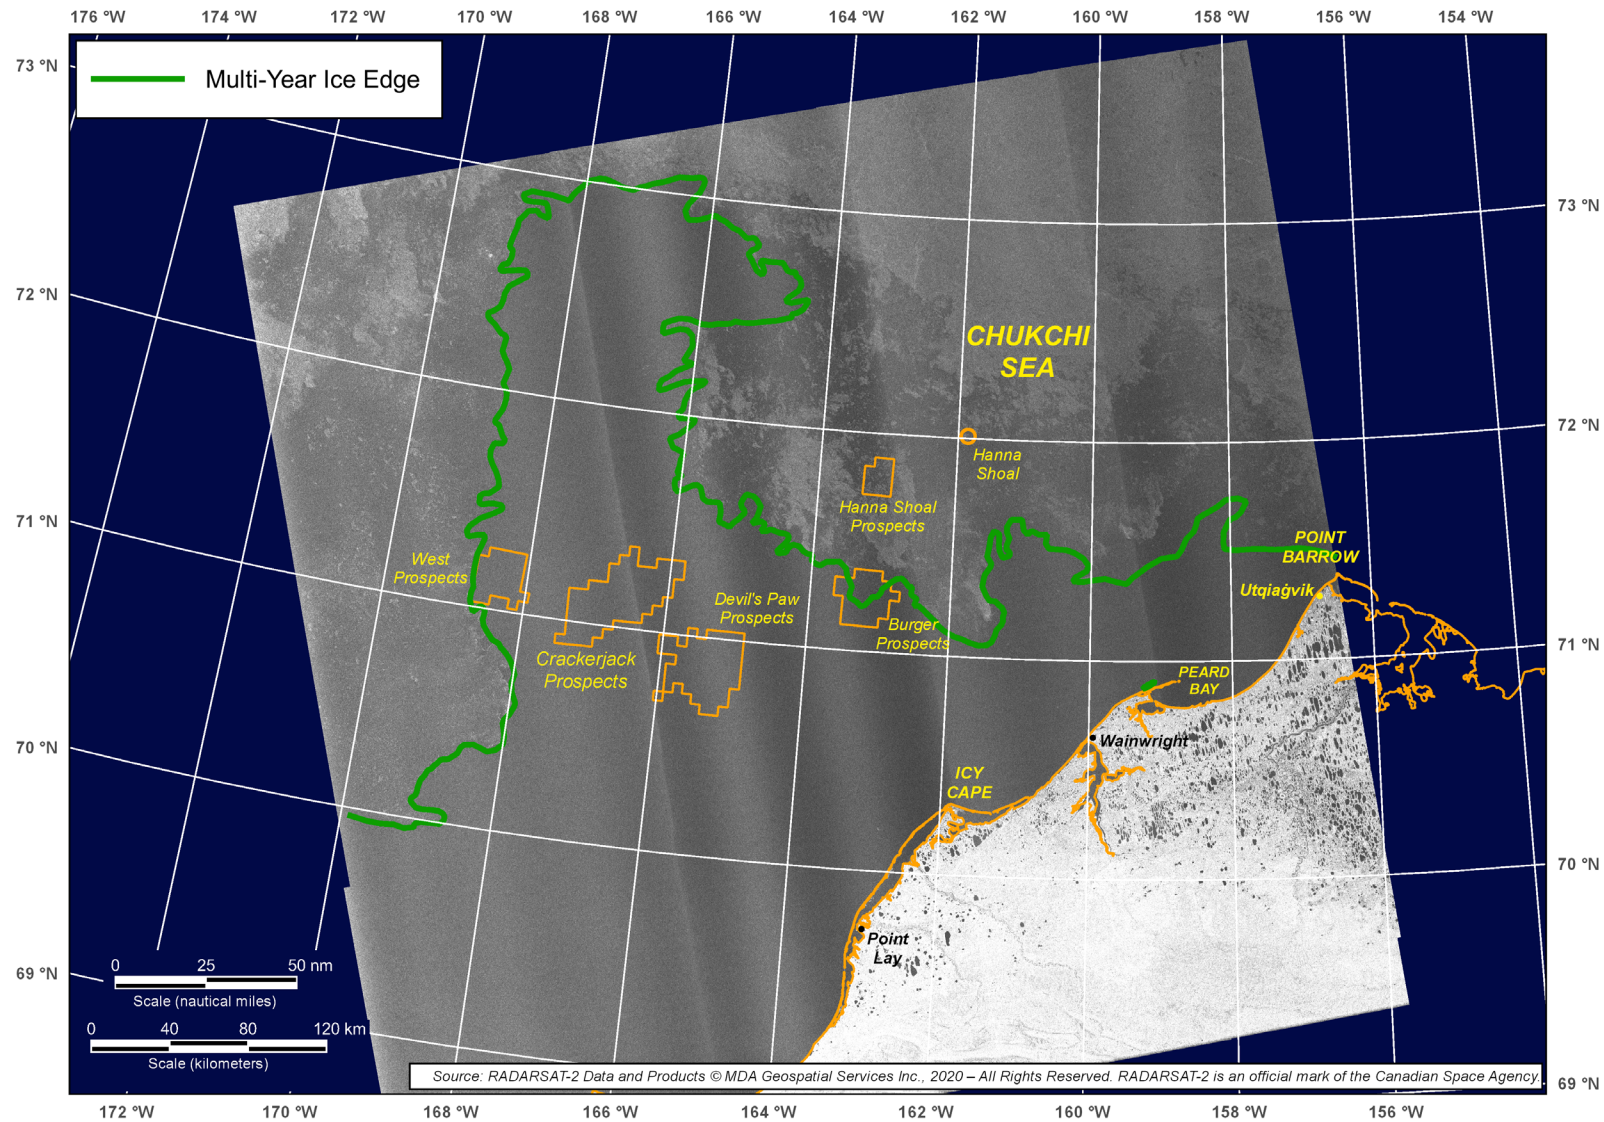 176 °W 174 °W 172 °W 170 °W 168 °W 166 °W 164 °W 162 °W 160 °W 158 °W 156 °W 154 °W
73 °N
Multi-Year Ice Edge
73 °N
72 °N
CHUKCHI
SEA
72 °N
Hanna
Shoal
Hanna Shoal
Prospects
71 °N
POINT
BARROW
West
Prospects
Utqiaġvik
Devil's Paw
Prospects
Burger
Prospects
71 °N
Crackerjack
Prospects
PEARD
BAY
70 °N
Wainwright
ICY
CAPE
70 °N
Point
Lay
69 °N
0 25 50 nm
Scale (nautical miles)
0 40 80 120 km
Scale (kilometers)
Source: RADARSAT-2 Data and Products © MDA Geospatial Services Inc., 2020 – All Rights Reserved. RADARSAT-2 is an official mark of the Canadian Space Agency.
69 °N
172 °W 170 °W 168 °W 166 °W 164 °W 162 °W 160 °W 158 °W 156 °W